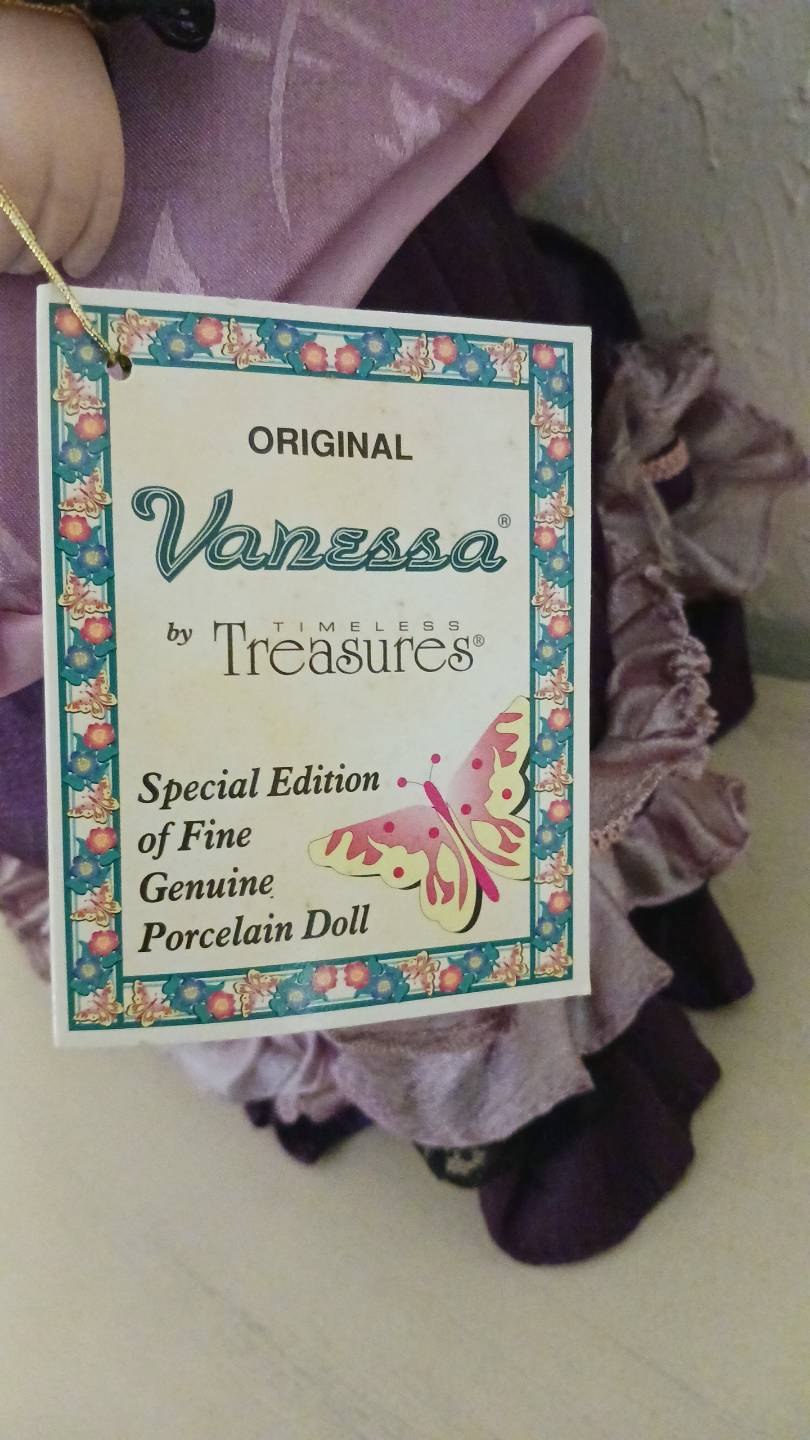 ORIGINAL
Vanessa®
by TIMELESS
Treasures®
Special Edition
of Fine
Genuine
Porcelain Doll